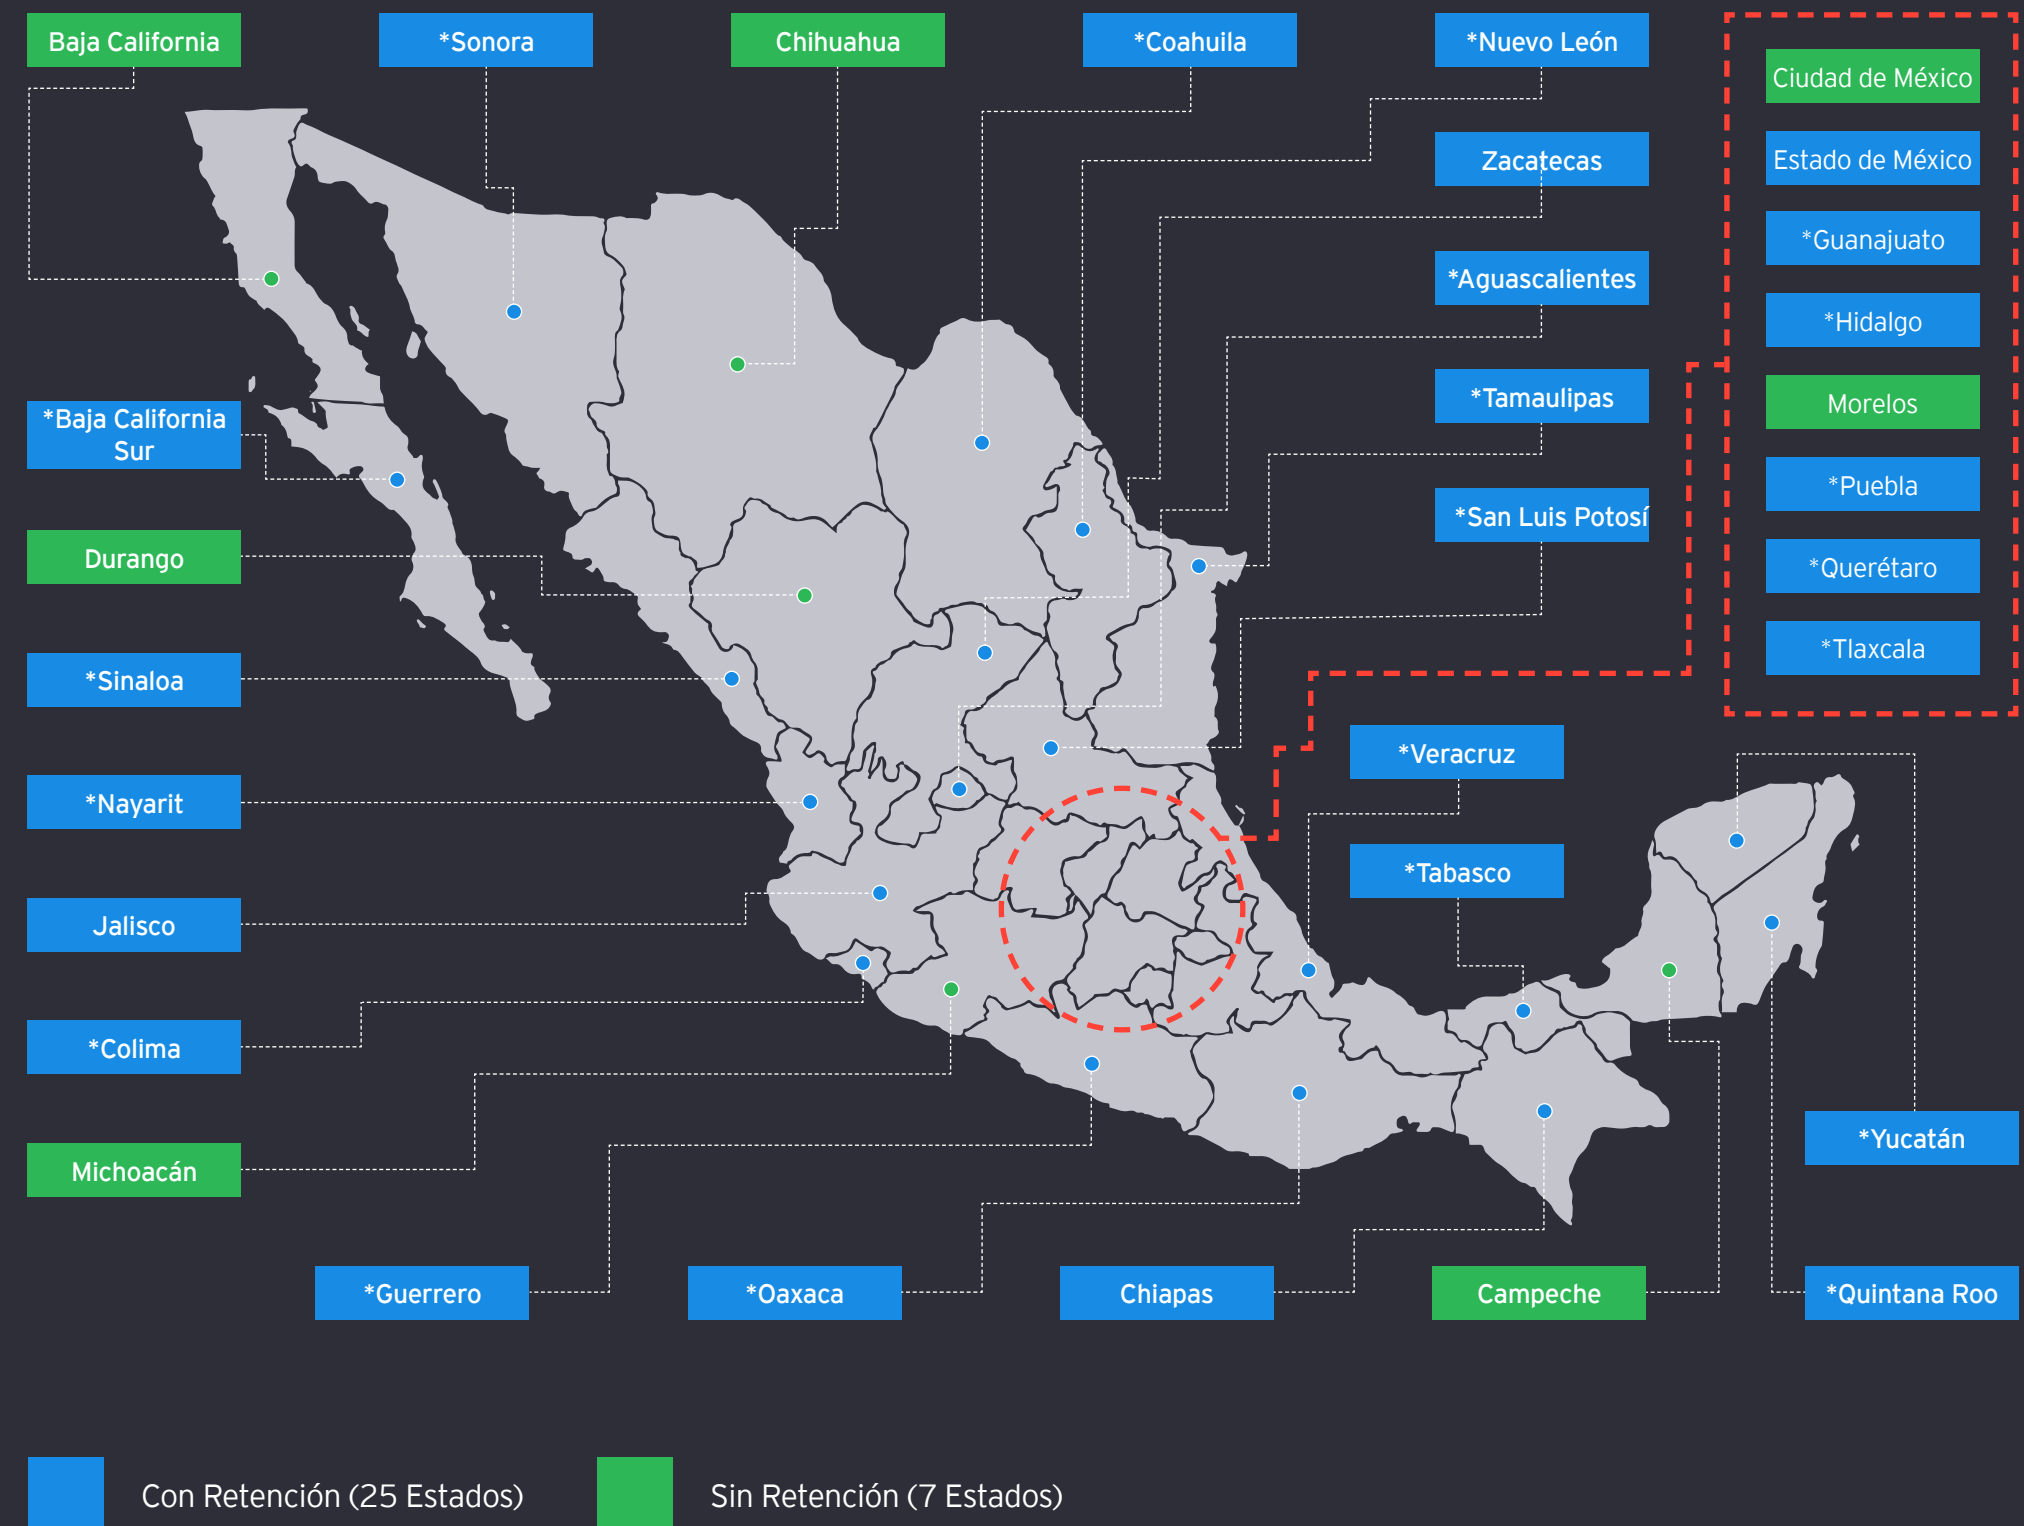 Baja California
*Sonora
Chihuahua
*Coahuila
*Nuevo León
Zacatecas
*Aguascalientes
*Tamaulipas
*San Luis Potosí
Ciudad de México
Estado de México
*Guanajuato
*Hidalgo
Morelos
*Puebla
*Querétaro
*Tlaxcala
*Baja California
Sur
Durango
*Sinaloa
*Nayarit
Jalisco
*Colima
Michoacán
*Veracruz
*Tabasco
*Yucatán
*Guerrero
*Oaxaca
Chiapas
Campeche
*Quintana Roo
Con Retención (25 Estados)
Sin Retención (7 Estados)